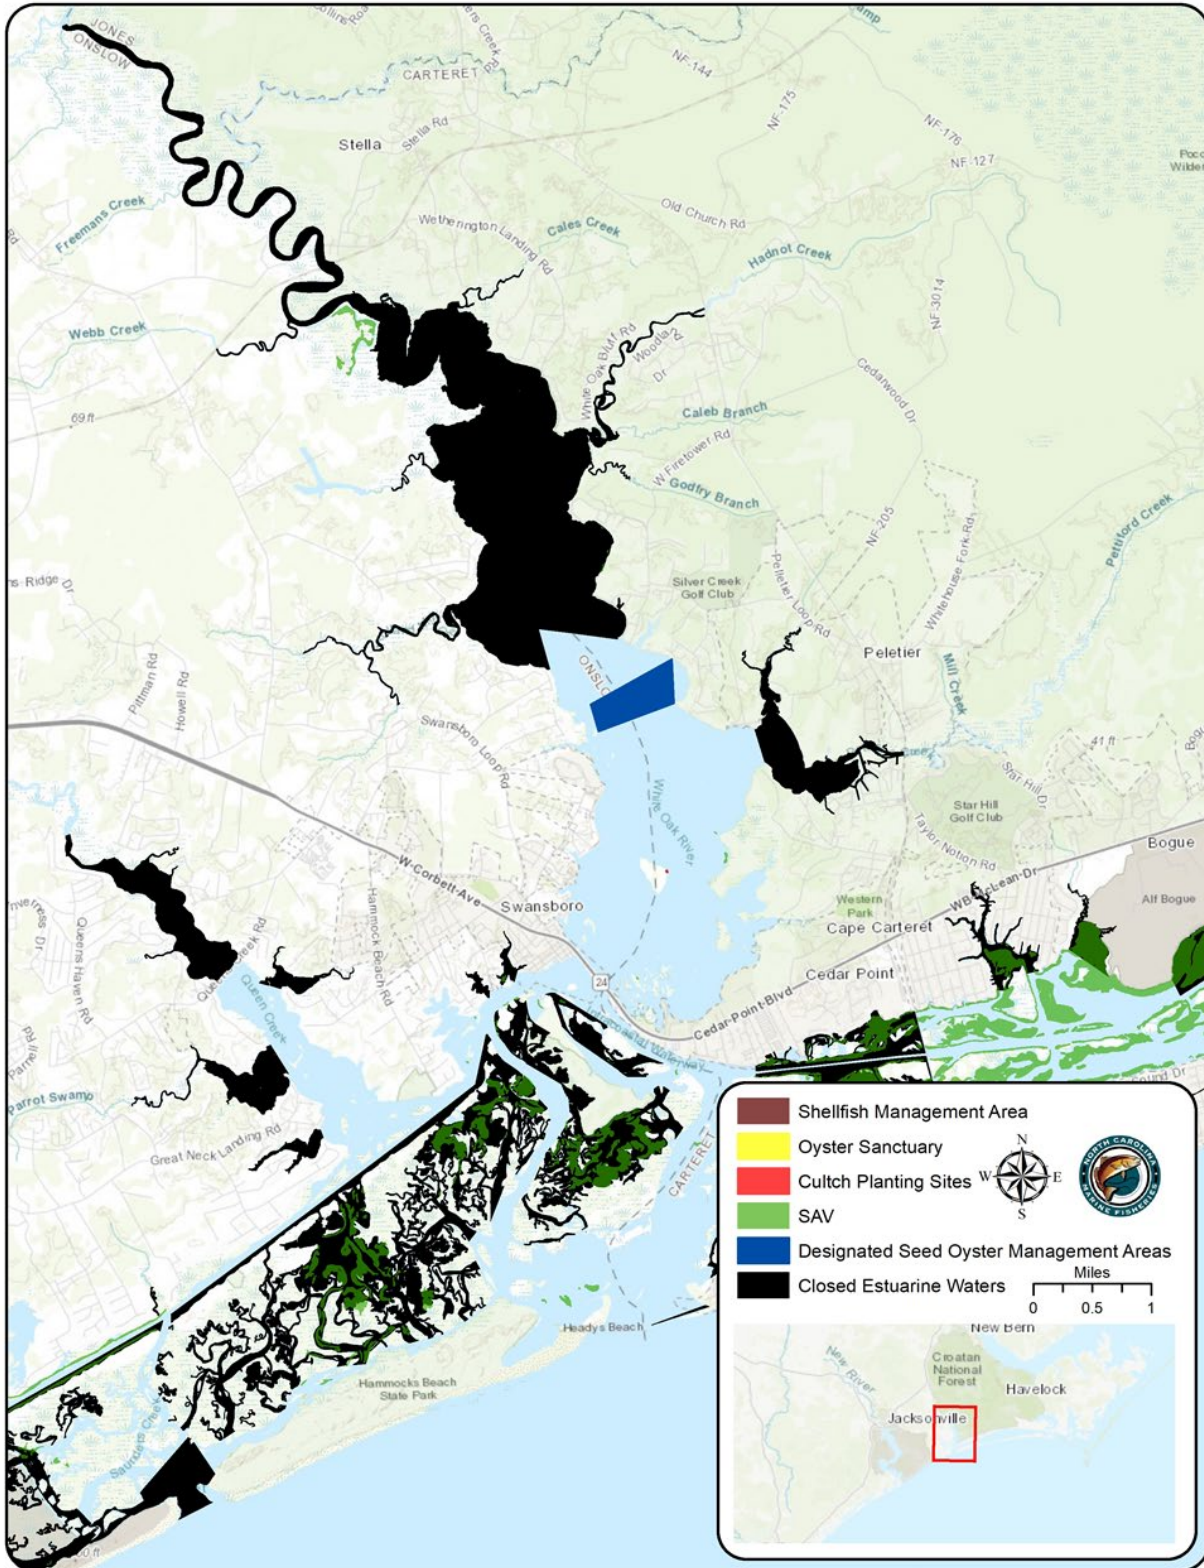 JONES
ONSLOW
CARTERET
NF-144
NF-175
NF-176
NF-127
Stella
Stella Rd
Freemans Creek
Old Church Rd
Wetherington Landing Rd
Cales Creek
Hadnot Creek
NF-3014
Webb Creek
White Oak Bluff Rd
Cedarwood Dr
69 ft
Caleb Branch
W Firetower Rd
Godfry Branch
NF-205
Whitehouse Fork Rd
Pettiford Creek
Silver Creek
Golf Club
Pelletier Loop Rd
Peletier
Mill Creek
Pittman Rd
Howell Rd
Swansboro Loop Rd
41 ft
White Oak River
Star Hill Dr
Star Hill
Golf Club
Taylor Notion Rd
Bogue
W Corbett-Ave
Hammock Beach Rd
Swansboro
Western
Park
WB McLean-Dr
Alf Bogue
Cape Carteret
Cedar Point
24
Cedar-Point-Blvd
Queens Haven Rd
Queen Creek
Parrot Swamp
Great Neck Landing Rd
CARTERET
Headys Beach
Hammocks Beach
State Park
Saunders Creek
Shellfish Management Area
Oyster Sanctuary
Cultch Planting Sites
N
W
E
S
NORTH CAROLINA
MARINE FISHERIES
SAV
Designated Seed Oyster Management Areas
Closed Estuarine Waters
Miles
0 0.5 1
New Bern
New River
Croatan
National
Forest
Havelock
Jacksonville